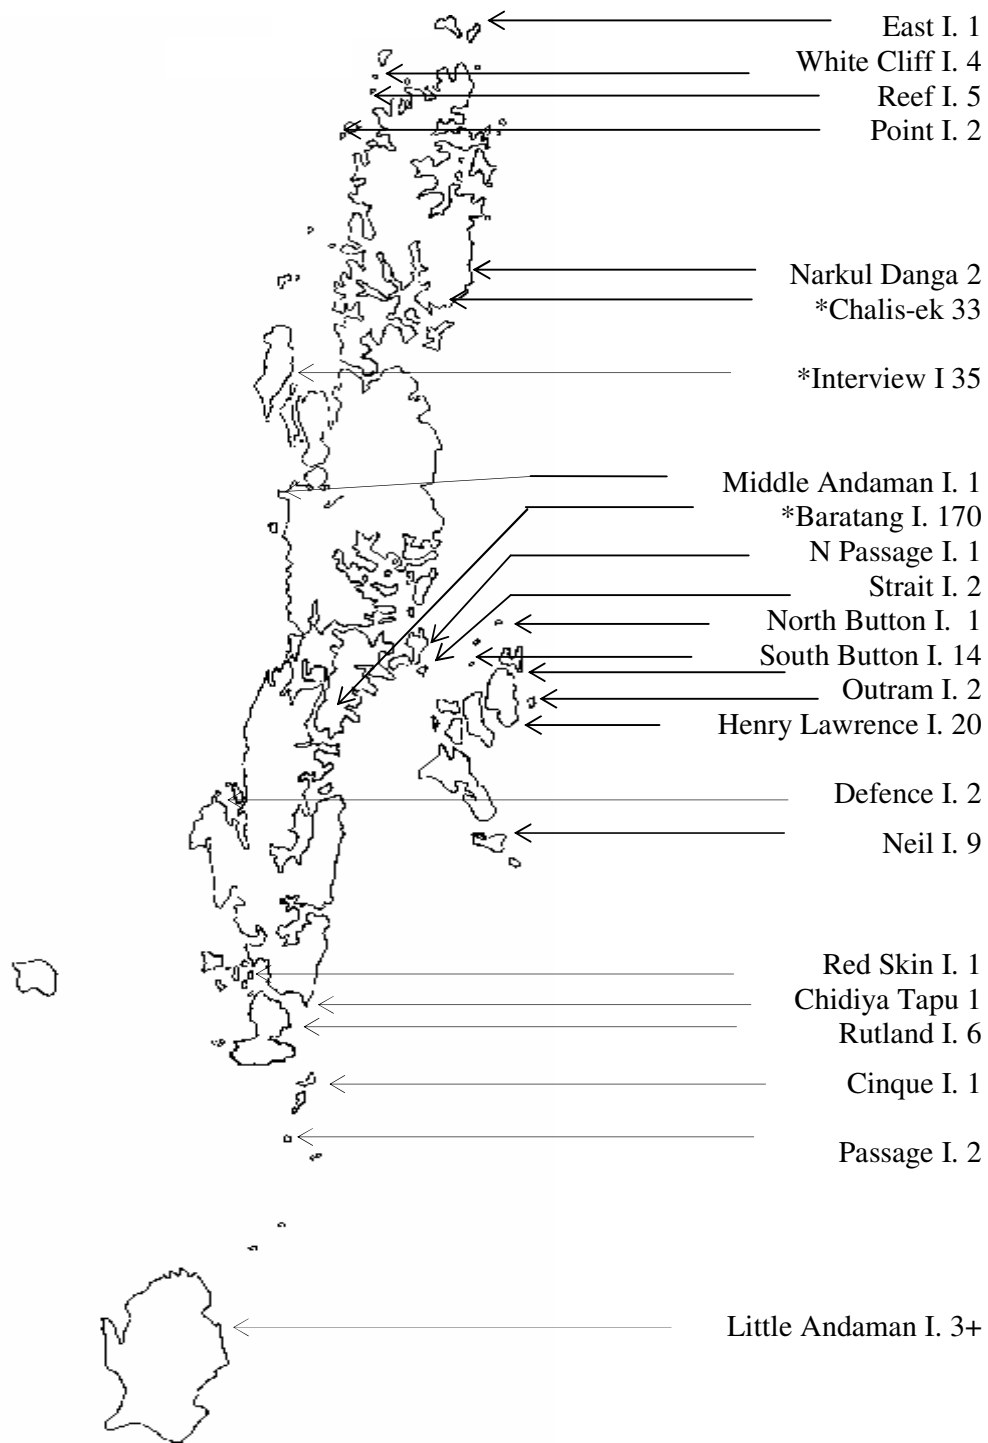 East I. 1
White Cliff I. 4
Reef I. 5
Point I. 2
Narkul Danga 2
*Chalis-ek 33
*Interview I 35
Middle Andaman I. 1
*Baratang I. 170
N Passage I. 1
Strait I. 2
North Button I. 1
South Button I. 14
Outram I. 2
Henry Lawrence I. 20
Defence I. 2
Neil I. 9
Red Skin I. 1
Chidiya Tapu 1
Rutland I. 6
Cinque I. 1
Passage I. 2
Little Andaman I. 3+